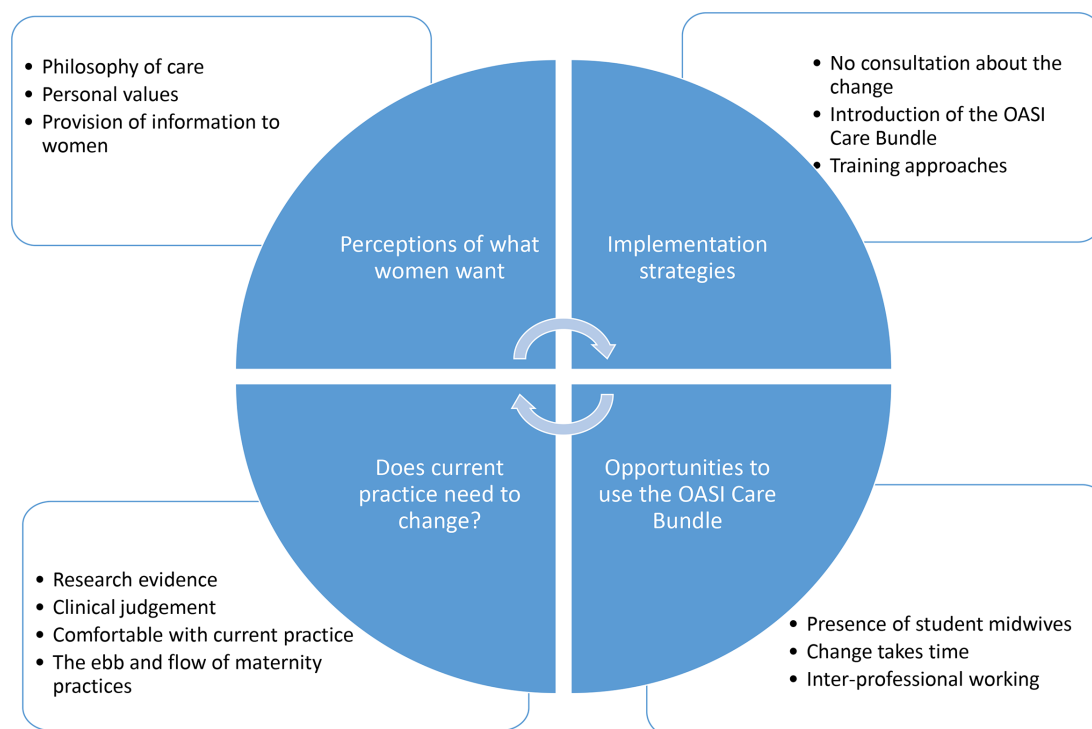 • Philosophy of care
• Personal values
• Provision of information to
women
• No consultation about the
change
• Introduction of the OASI
Care Bundle
• Training approaches
Perceptions of what
women want
Implementation
strategies
Does current
practice need to
change?
Opportunities to
use the OASI Care
Bundle
• Research evidence
• Clinical judgement
• Comfortable with current practice
• The ebb and flow of maternity
practices
• Presence of student midwives
• Change takes time
• Inter-professional working